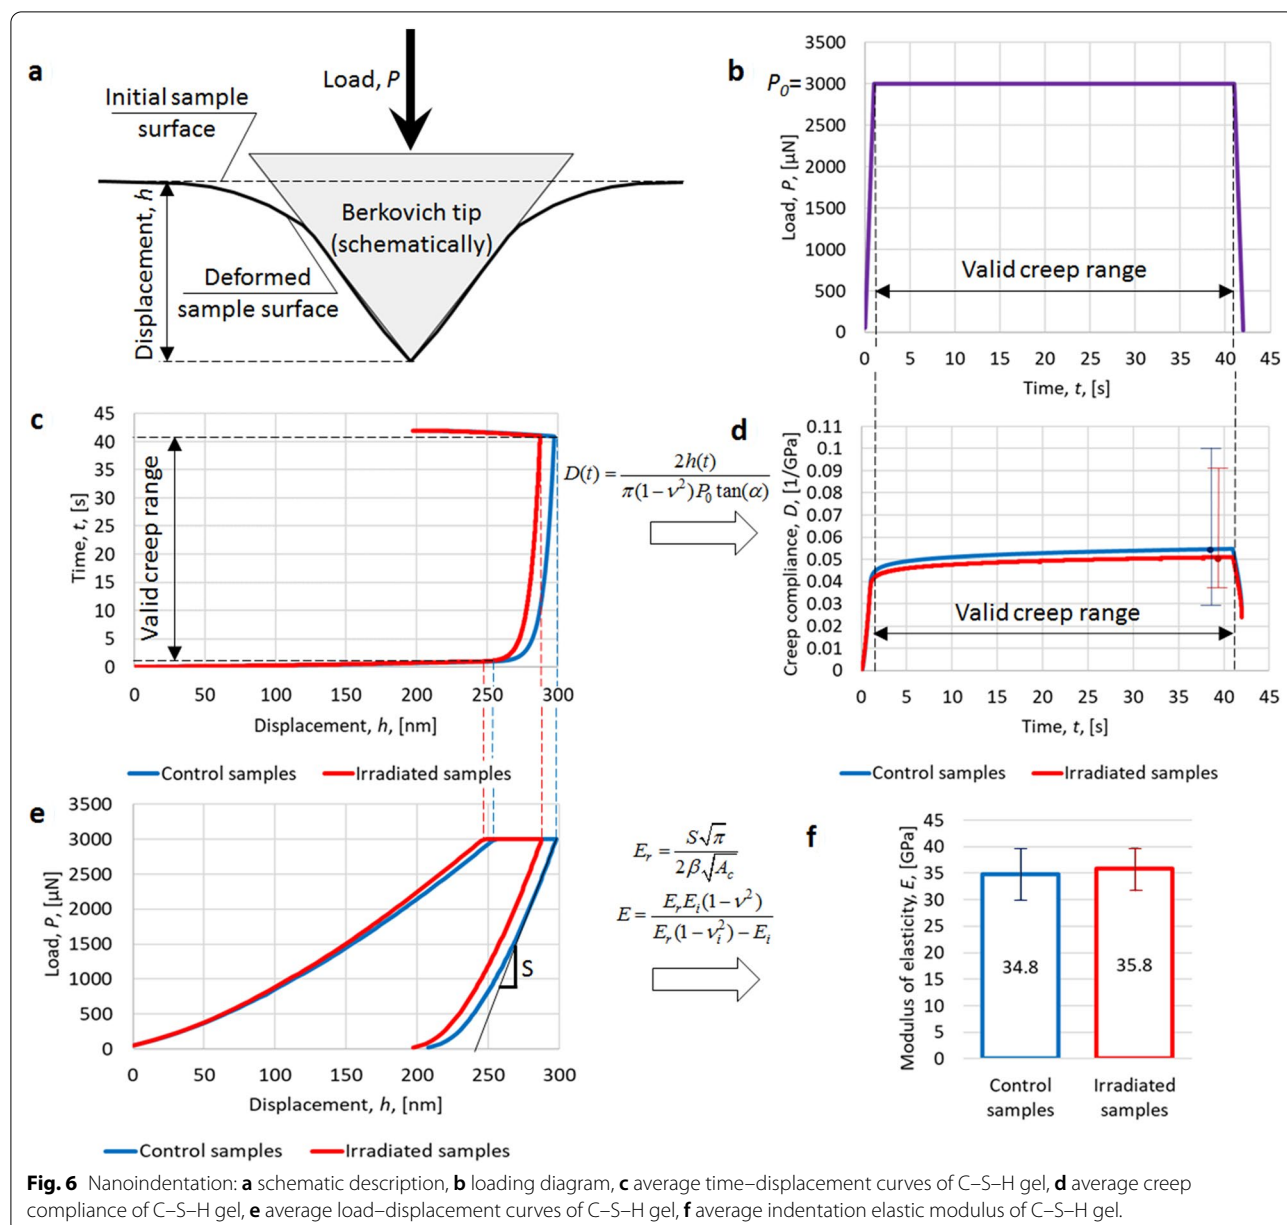 a
Load, P
Initial sample
surface
Displacement, h
Berkovich tip
(schematically)
Deformed
sample surface
b
P0=
3500
3000
2500
2000
1500
1000
500
0
Load, P, [µN]
Valid creep range
0 5 10 15 20 25 30 35 40 45
Time, t, [s]
c
45
40
35
30
25
20
15
10
5
0
Time, t, [s]
Valid creep range
0 50 100 150 200 250 300
Displacement, h, [nm]
Control samples Irradiated samples
D(t) = 2h(t) / π(1−ν²)P0 tan(α)
d
0.11
0.1
0.09
0.08
0.07
0.06
0.05
0.04
0.03
0.02
0.01
0
Creep compliance, D, [1/GPa]
Valid creep range
0 5 10 15 20 25 30 35 40 45
Time, t, [s]
Control samples Irradiated samples
e
3500
3000
2500
2000
1500
1000
500
0
Load, P, [µN]
S
0 50 100 150 200 250 300
Displacement, h, [nm]
Control samples Irradiated samples
Er = S√π / 2β√Ac
E = ErEi(1−ν²) / Er(1−νi²)−Ei
f
45
40
35
30
25
20
15
10
5
0
Modulus of elasticity, E, [GPa]
34.8 35.8
Control Irradiated
samples samples
Fig. 6 Nanoindentation: a schematic description, b loading diagram, c average time–displacement curves of C–S–H gel, d average creep
compliance of C–S–H gel, e average load–displacement curves of C–S–H gel, f average indentation elastic modulus of C–S–H gel.